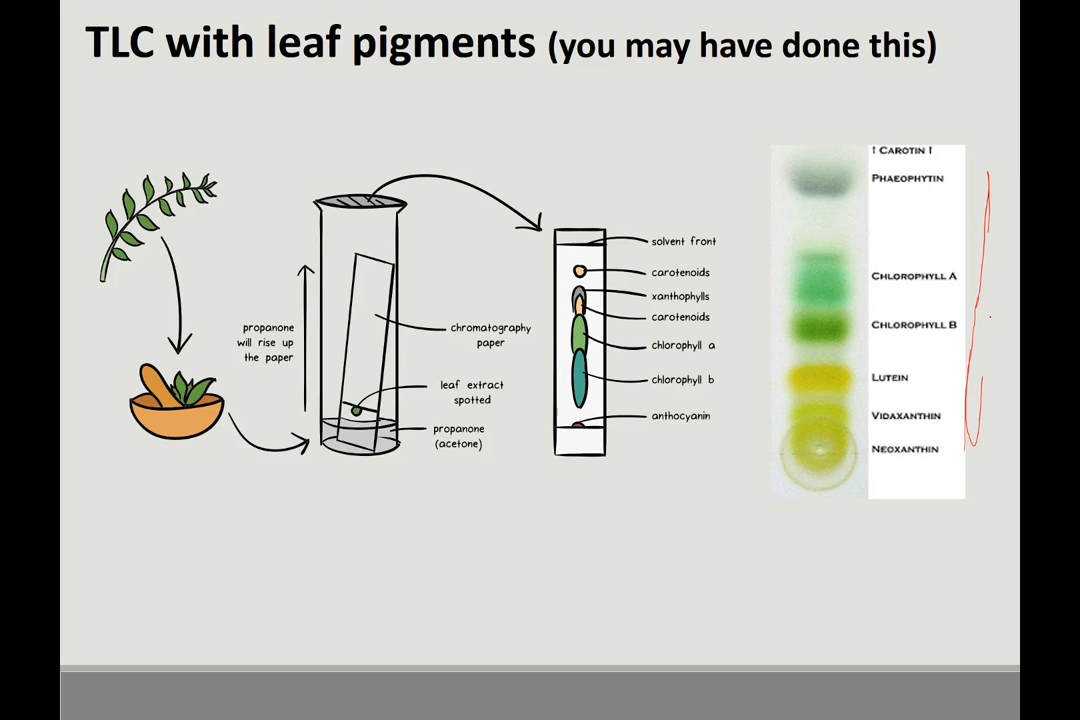 TLC with leaf pigments (you may have done this)
propanone
will rise up
the paper
chromatography
paper
leaf extract
spotted
propanone
(acetone)
solvent front
carotenoids
xanthophylls
carotenoids
chlorophyll a
chlorophyll b
anthocyanin
↑ CAROTIN ↑
PHAEOPHYTIN
CHLOROPHYLL A
CHLOROPHYLL B
LUTEIN
VIDAXANTHIN
NEOXANTHIN